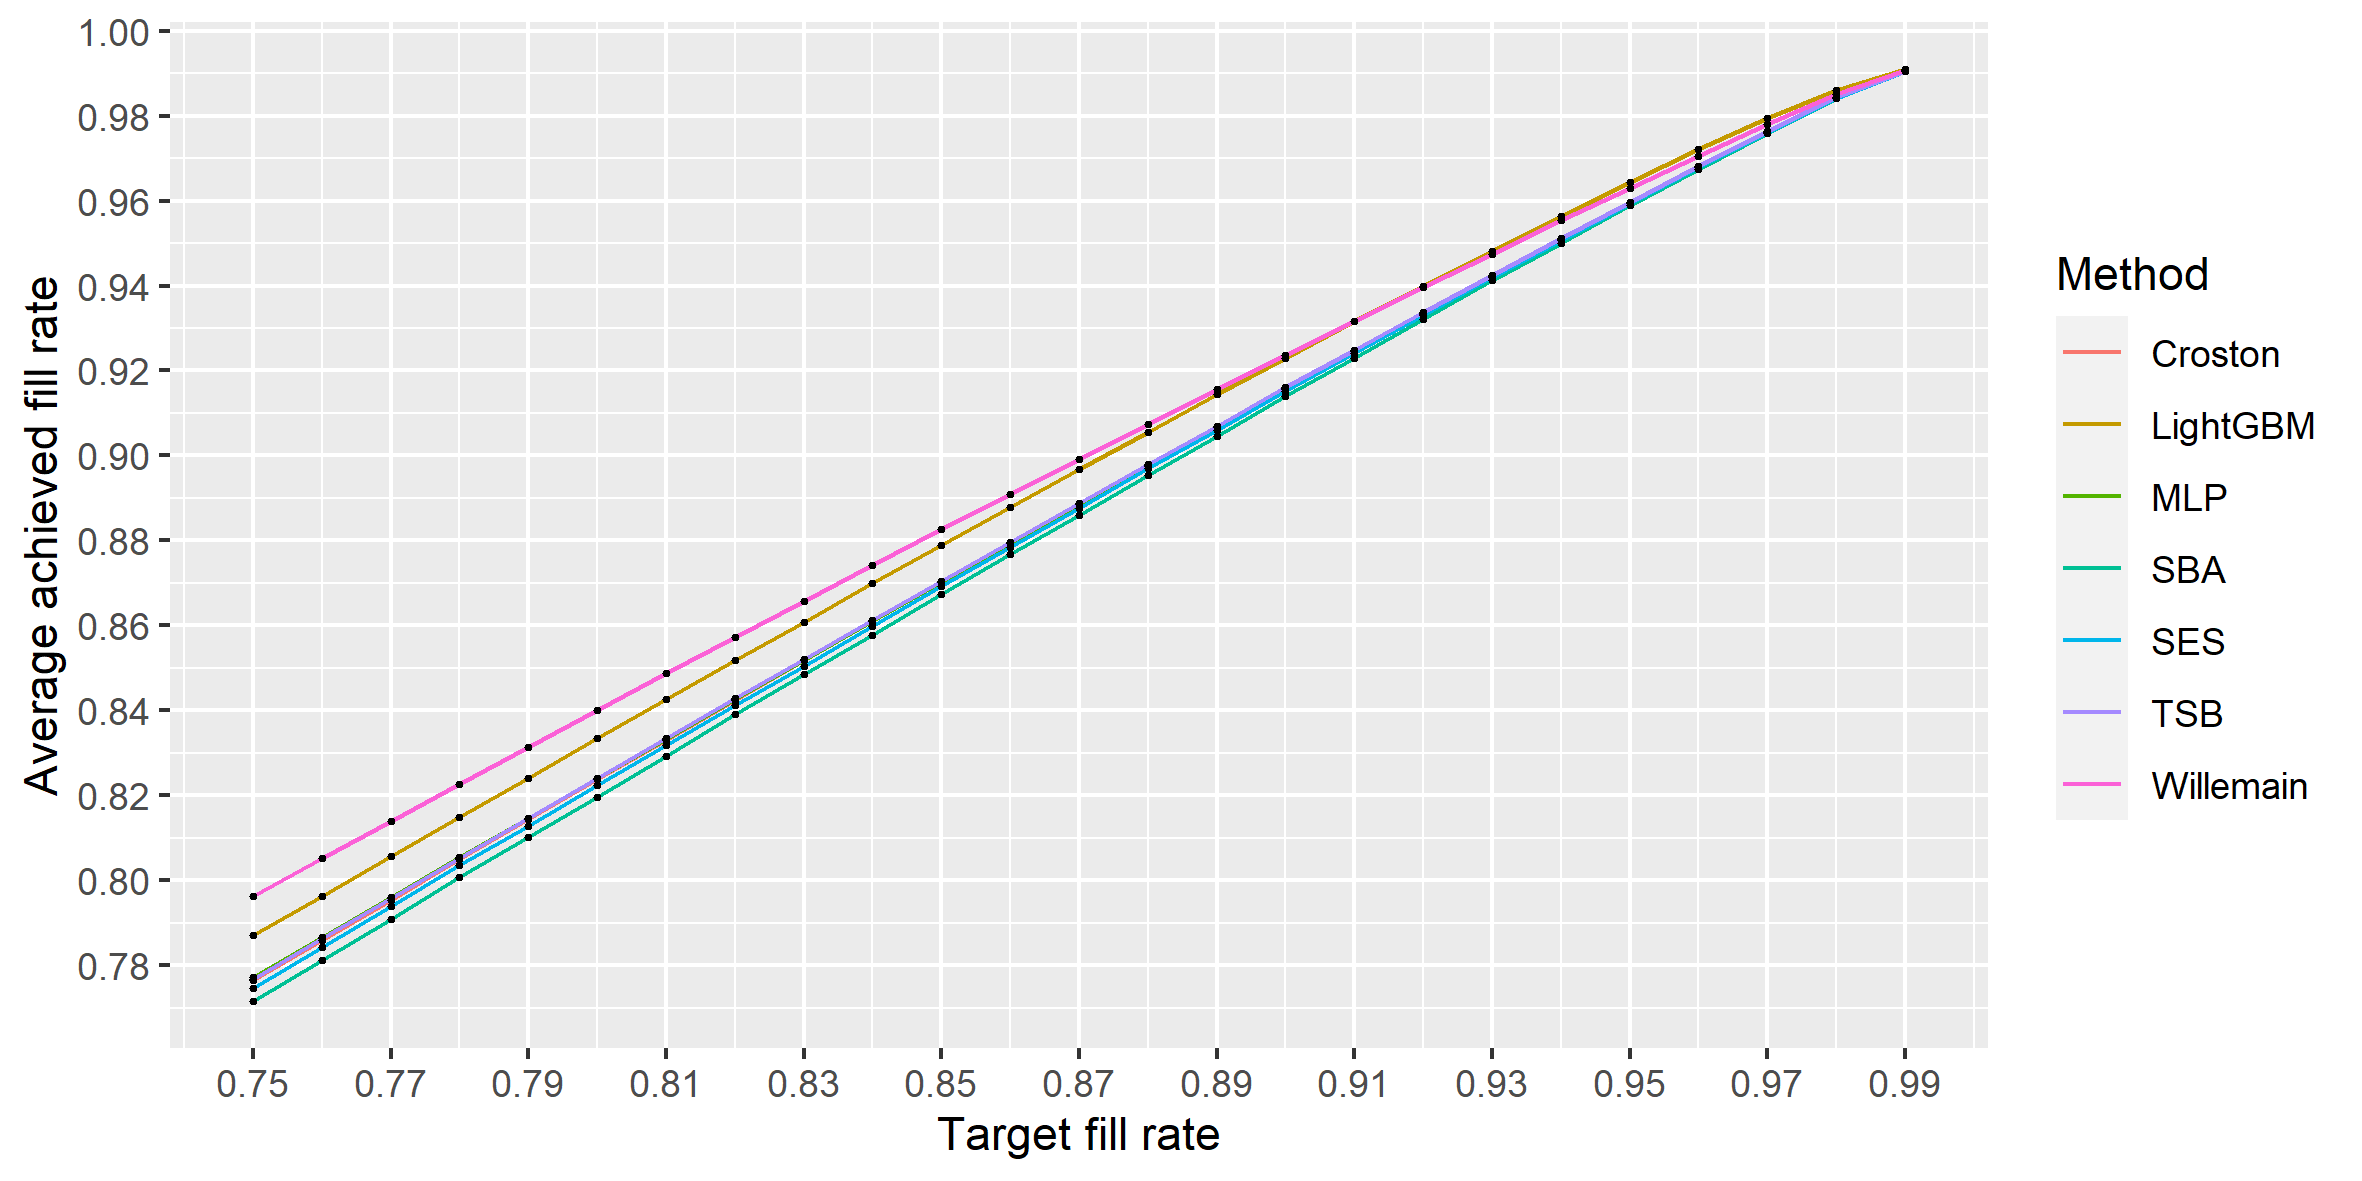 Average achieved fill rate
1.00
0.98
0.96
0.94
0.92
0.90
0.88
0.86
0.84
0.82
0.80
0.78
0.75 0.77 0.79 0.81 0.83 0.85 0.87 0.89 0.91 0.93 0.95 0.97 0.99
Target fill rate
Method
Croston
LightGBM
MLP
SBA
SES
TSB
Willemain